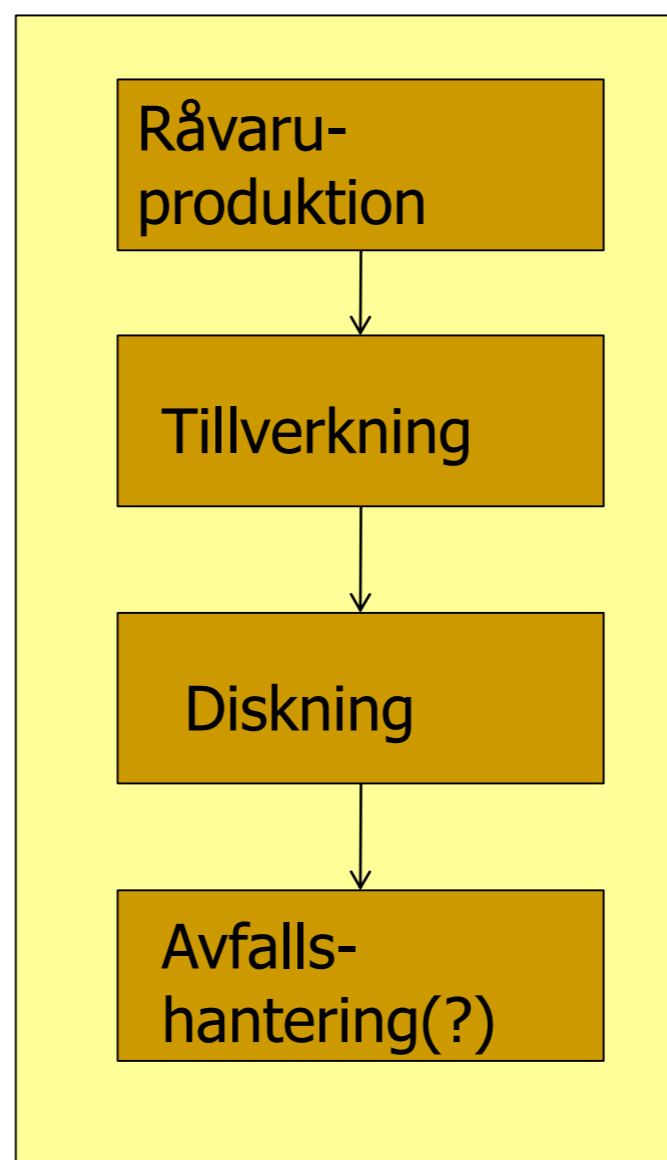 Råvaru-
produktion
Tillverkning
Diskning
Avfalls-
hantering(?)